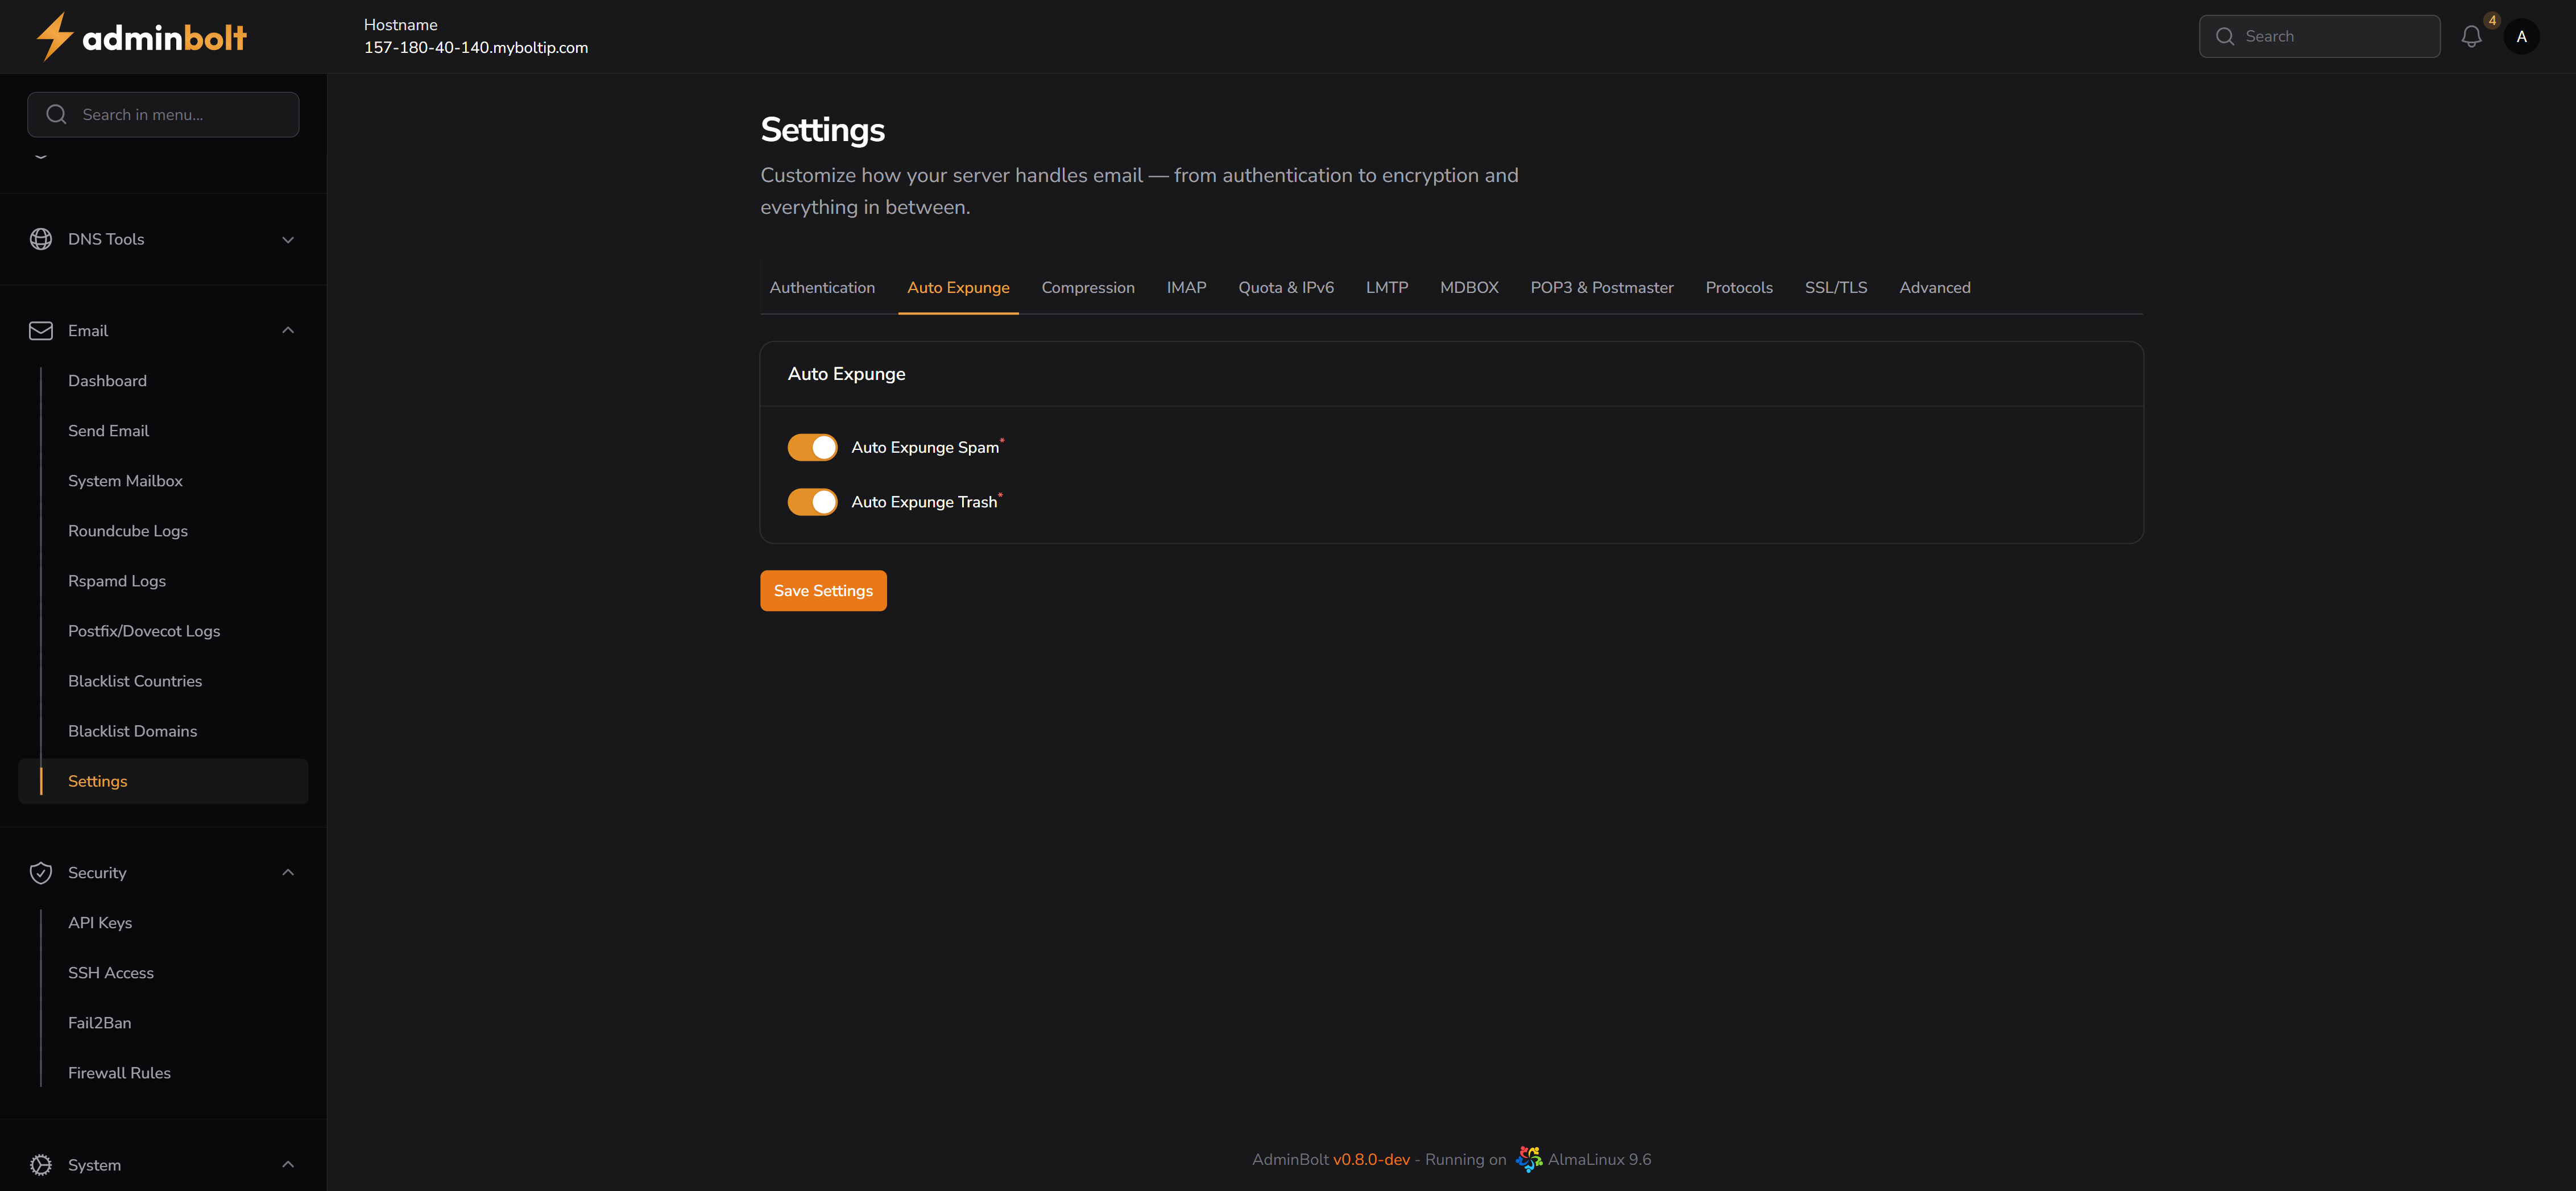 adminbolt
Hostname
157-180-40-140.myboltip.com
Search
4
A
Search in menu...
DNS Tools
Email
Dashboard
Send Email
System Mailbox
Roundcube Logs
Rspamd Logs
Postfix/Dovecot Logs
Blacklist Countries
Blacklist Domains
Settings
Security
API Keys
SSH Access
Fail2Ban
Firewall Rules
System
Settings
Customize how your server handles email — from authentication to encryption and
everything in between.
Authentication Auto Expunge Compression IMAP Quota & IPv6 LMTP MDBOX POP3 & Postmaster Protocols SSL/TLS Advanced
Auto Expunge
Auto Expunge Spam*
Auto Expunge Trash*
Save Settings
AdminBolt v0.8.0-dev - Running on AlmaLinux 9.6